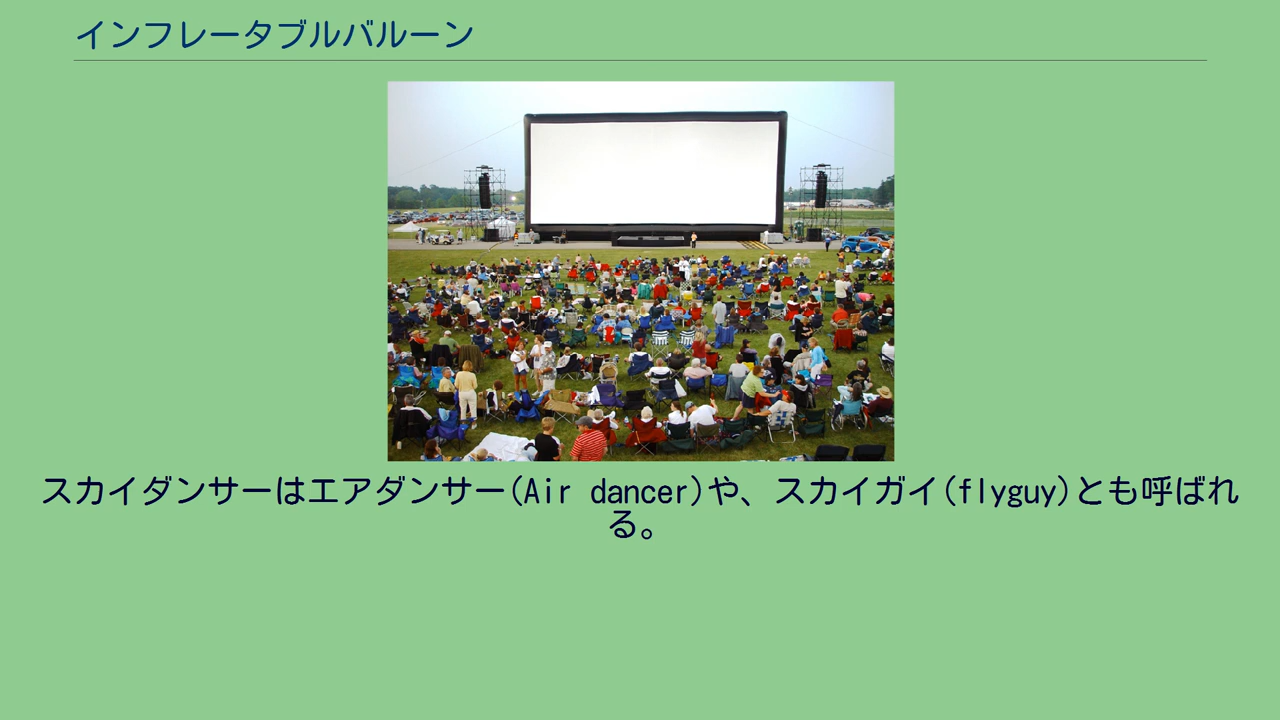 インフレータブルバルーン
スカイダンサーはエアダンサー(Air dancer)や、スカイガイ(flyguy)とも呼ばれ
る。